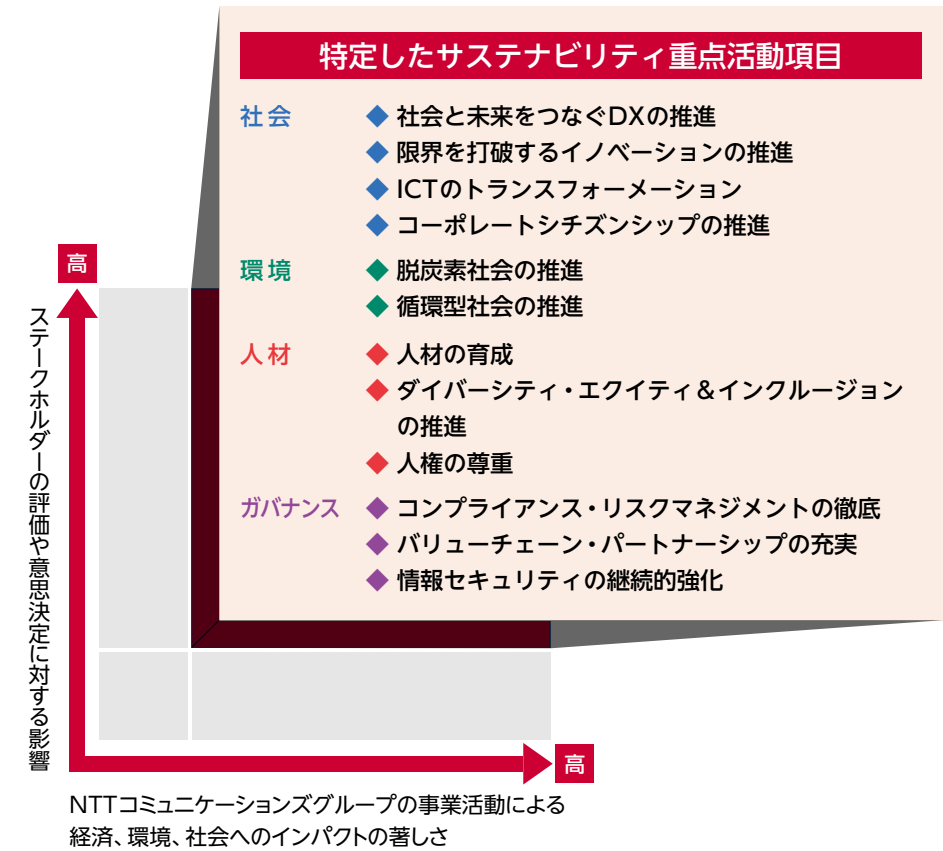 特定したサステナビリティ重点活動項目
社会
◆ 社会と未来をつなぐDXの推進
◆ 限界を打破するイノベーションの推進
◆ ICTのトランスフォーメーション
◆ コーポレートシチズンシップの推進
環境
◆ 脱炭素社会の推進
◆ 循環型社会の推進
人材
◆ 人材の育成
◆ ダイバーシティ・エクイティ&インクルージョン
の推進
◆ 人権の尊重
ガバナンス
◆ コンプライアンス・リスクマネジメントの徹底
◆ バリューチェーン・パートナーシップの充実
◆ 情報セキュリティの継続的強化
高
ステークホルダーの評価や意思決定に対する影響
高
NTTコミュニケーションズグループの事業活動による
経済、環境、社会へのインパクトの著しさ